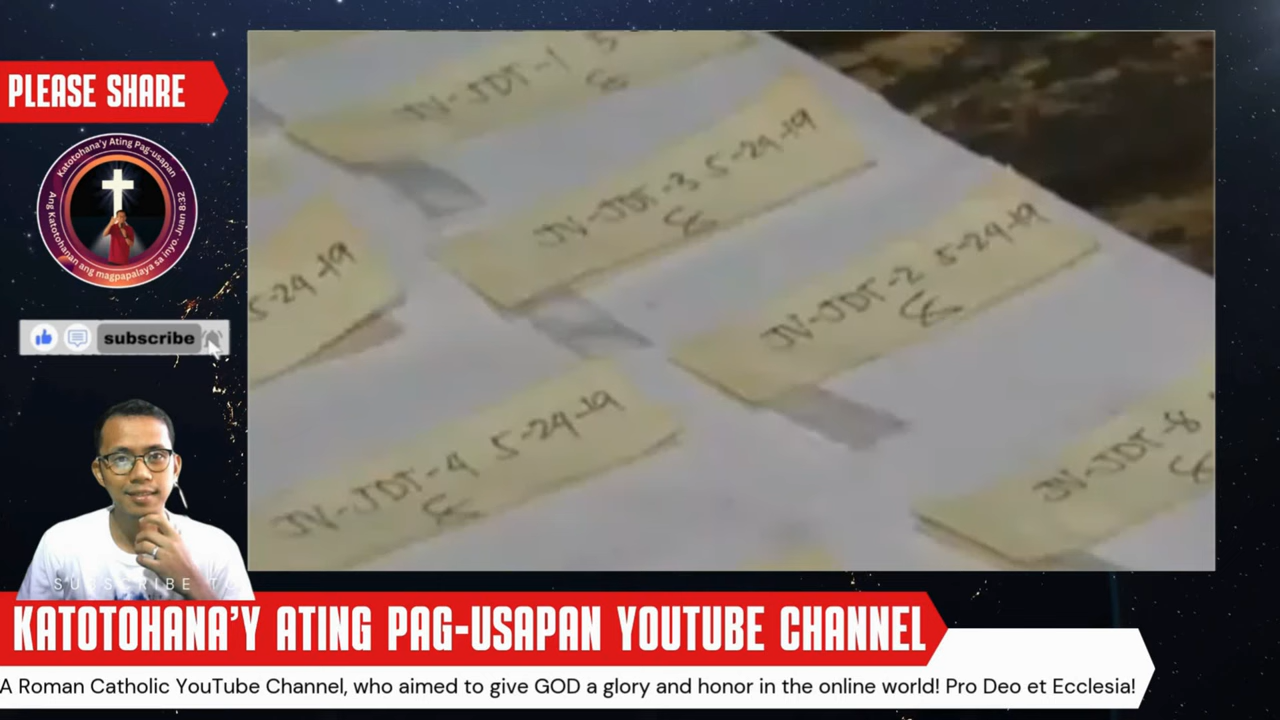 PLEASE SHARE
Katotohana'y Ating Pag-usapan
Ang Katotohanan ang magpapalaya sa inyo. Juan 8:32
subscribe
SUBSCRIBE TO
JV-JDT-1 5
JV-JDT-3 5-24-19
JV-JDT-2 5-24-19
5-24-19
JV-JDT-4 5-24-19
JV-JDT-8
KATOTOHANA'Y ATING PAG-USAPAN YOUTUBE CHANNEL
A Roman Catholic YouTube Channel, who aimed to give GOD a glory and honor in the online world! Pro Deo et Ecclesia!